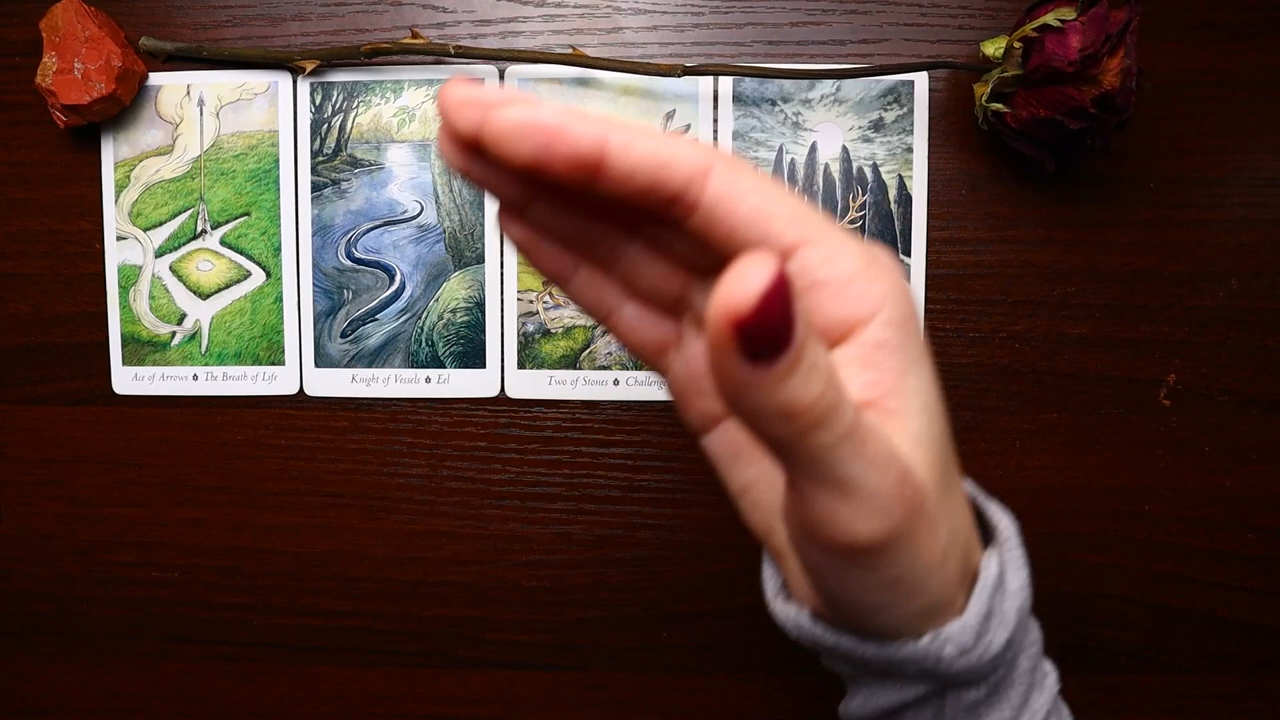 Ace of Arrows ♦ The Breath of Life
Knight of Vessels ♦ Eel
Two of Stones ♦ Challenge